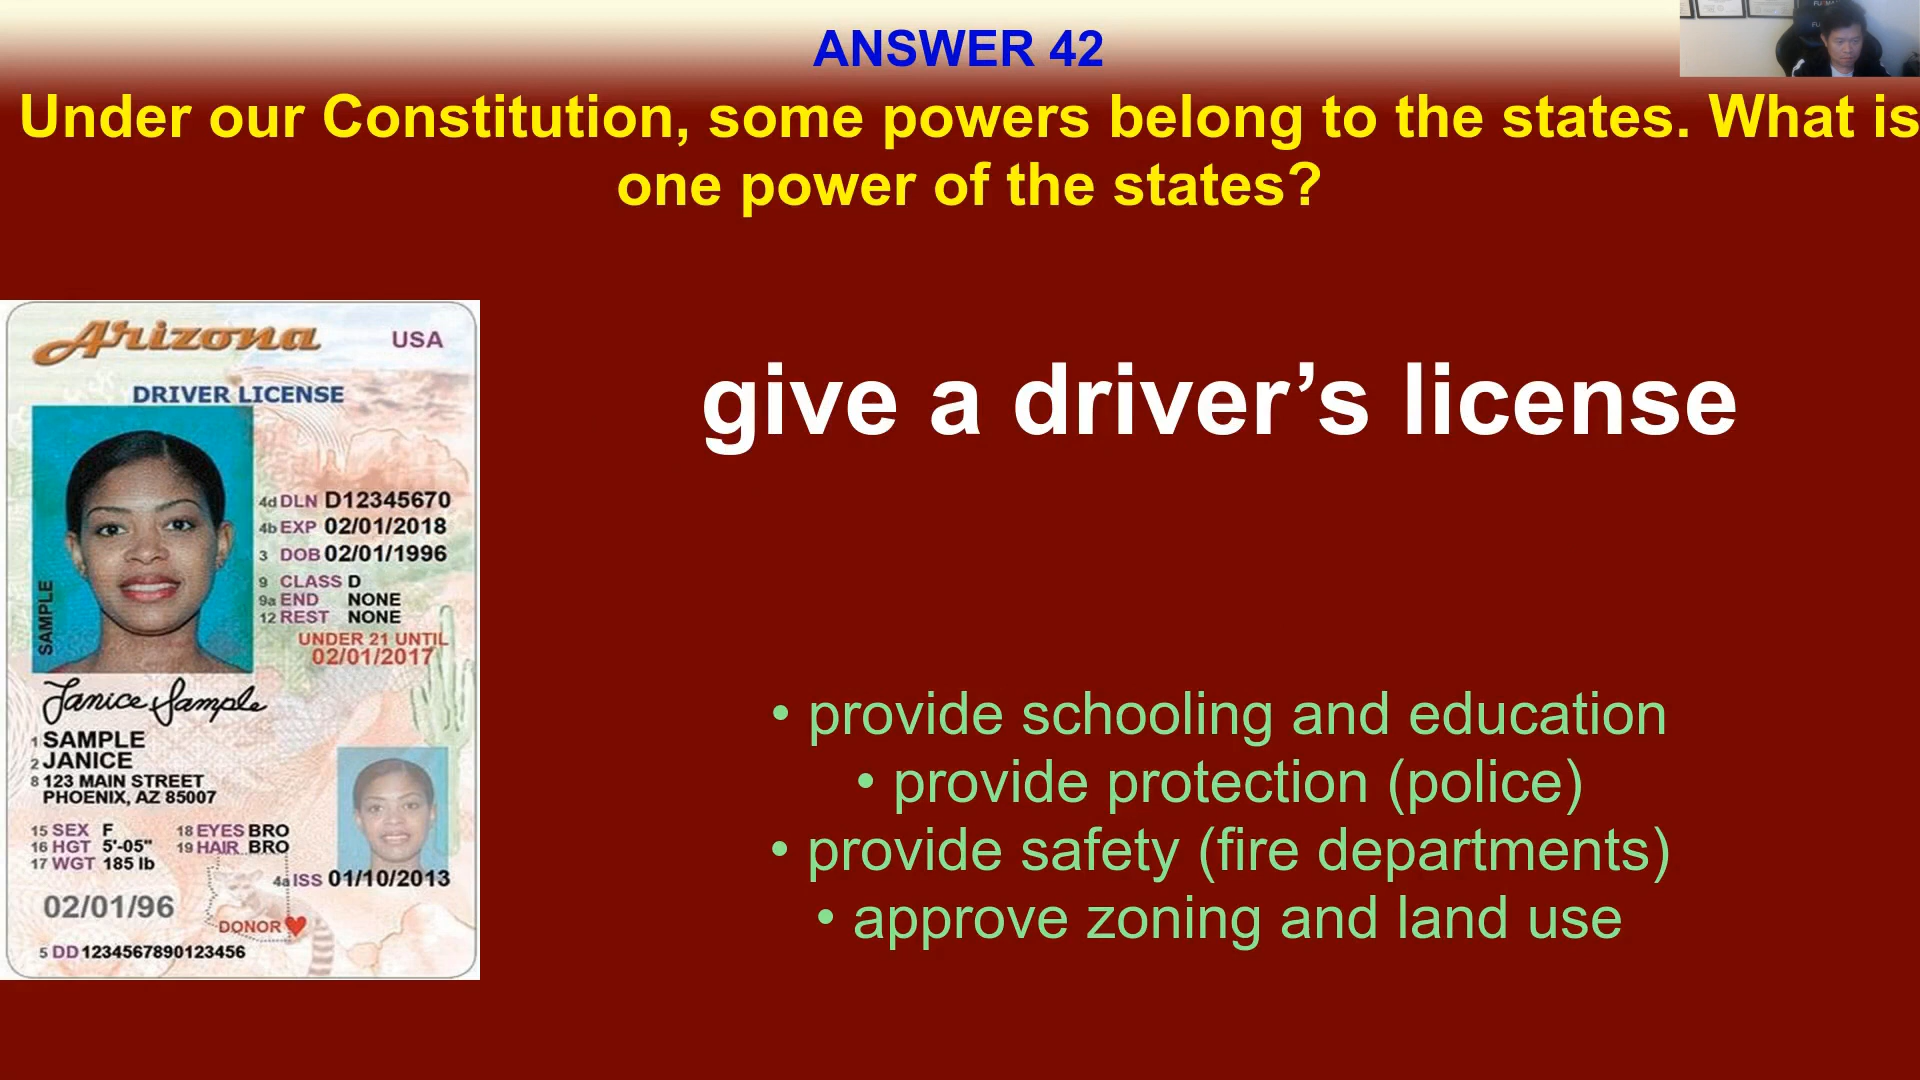 ANSWER 42
Under our Constitution, some powers belong to the states. What is
one power of the states?
Arizona USA
DRIVER LICENSE
4d DLN D12345670
4b EXP 02/01/2018
3 DOB 02/01/1996
9 CLASS D
9a END NONE
12 REST NONE
UNDER 21 UNTIL
02/01/2017
SAMPLE
Janice Sample
1 SAMPLE
2 JANICE
8 123 MAIN STREET
PHOENIX, AZ 85007
15 SEX F 18 EYES BRO
16 HGT 5'-05" 19 HAIR BRO
17 WGT 185 lb
4a ISS 01/10/2013
02/01/96
DONOR
5 DD 1234567890123456
give a driver’s license
• provide schooling and education
• provide protection (police)
• provide safety (fire departments)
• approve zoning and land use